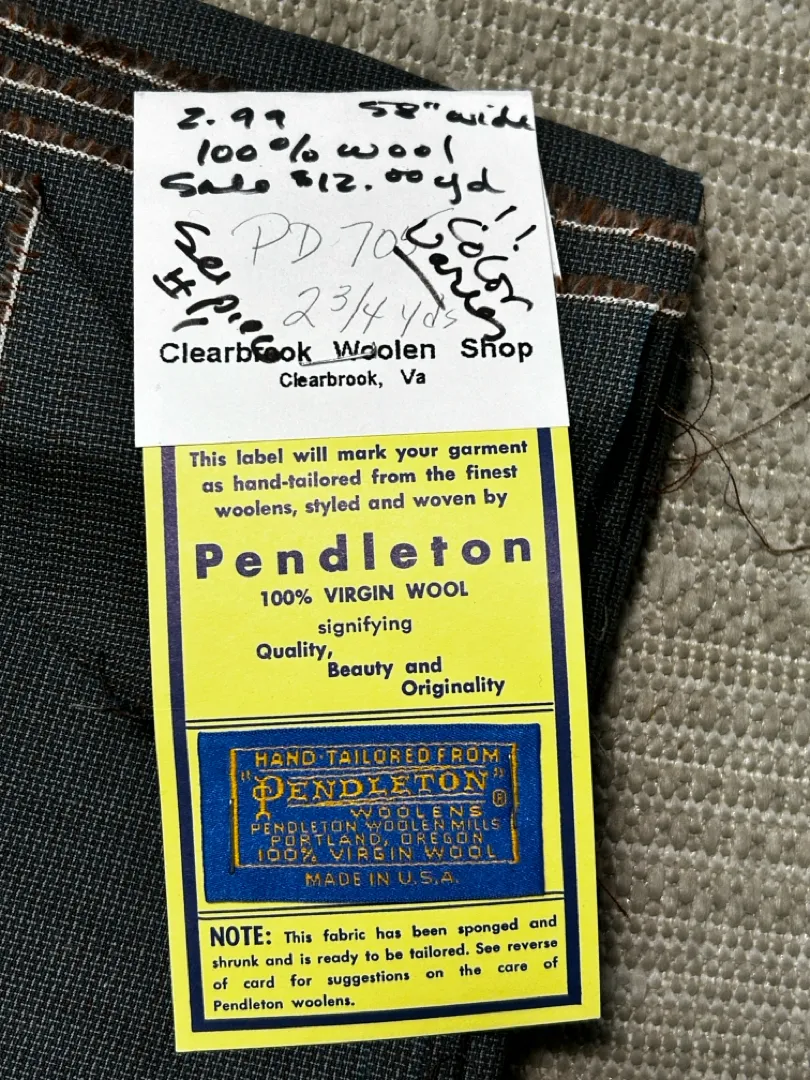 2.99 58" wide
100% wool
Sale $12.00 yd!!
Color
varies
PD 705
2 3/4 yds
piece
Clearbrook Woolen Shop
Clearbrook, Va
This label will mark your garment
as hand-tailored from the finest
woolens, styled and woven by
Pendleton
100% VIRGIN WOOL
signifying
Quality,
Beauty and
Originality
HAND-TAILORED FROM
"PENDLETON"®
WOOLENS
PENDLETON WOOLEN MILLS
PORTLAND, OREGON
100% VIRGIN WOOL
MADE IN U.S.A.
NOTE: This fabric has been sponged and
shrunk and is ready to be tailored. See reverse
of card for suggestions on the care of
Pendleton woolens.